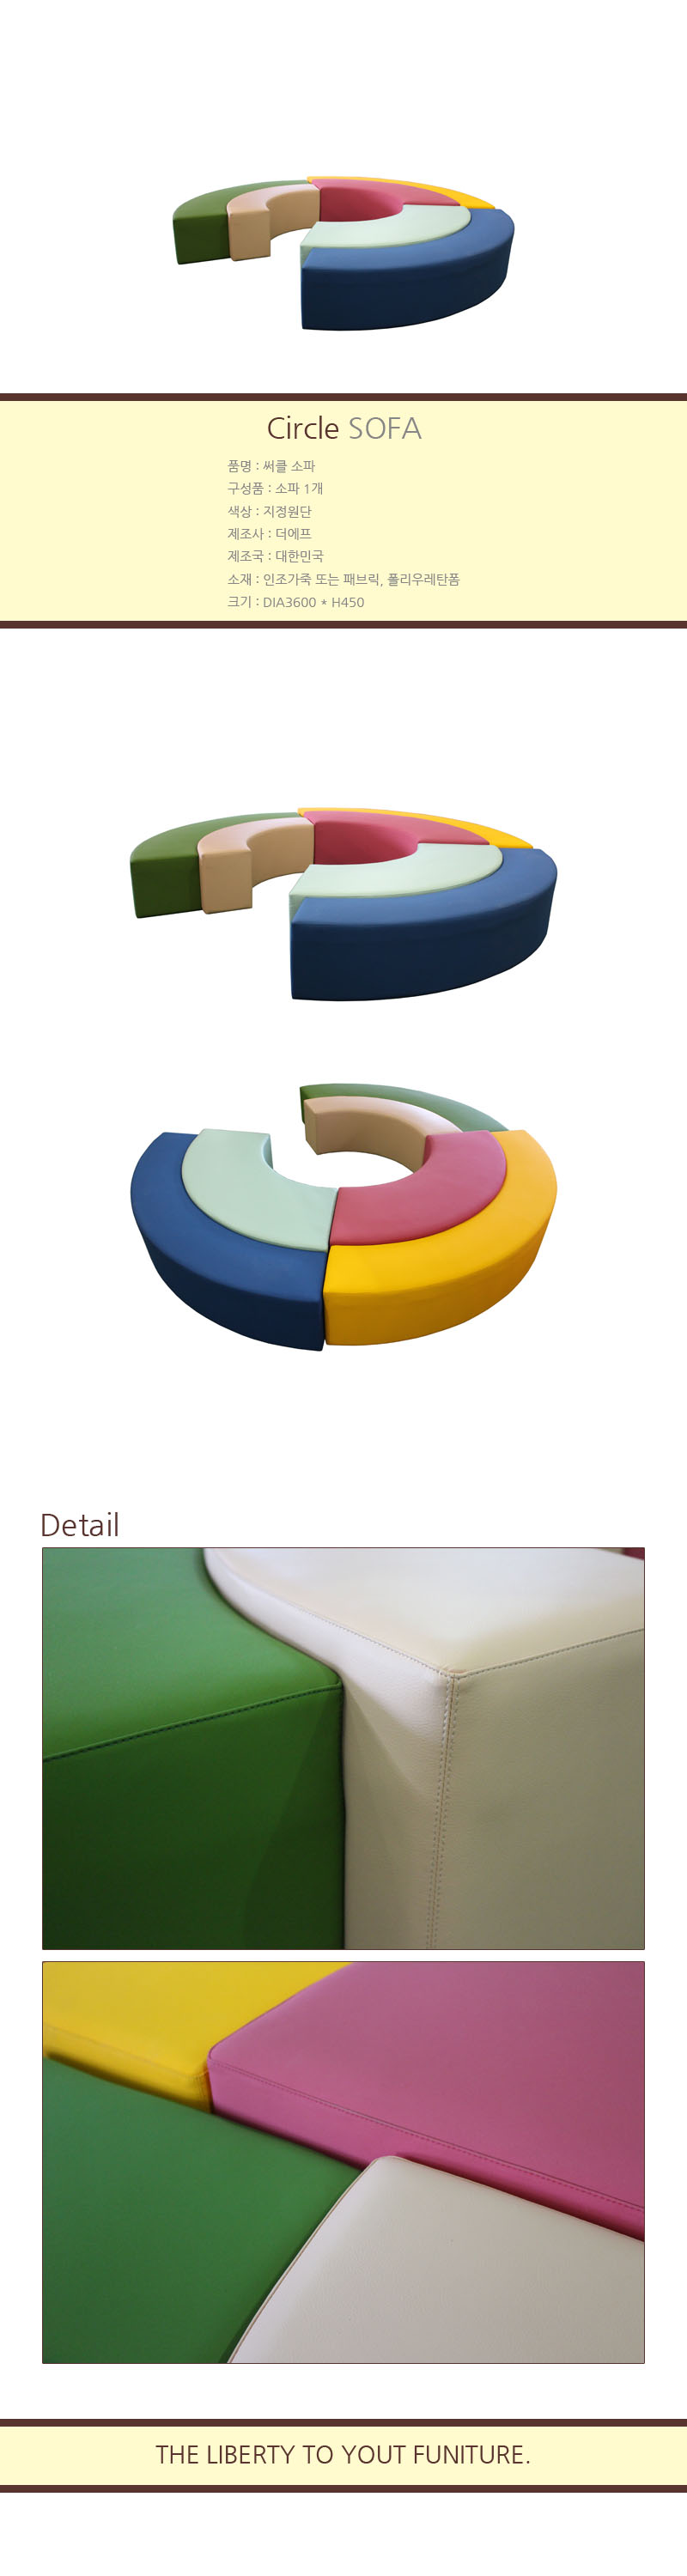 Circle SOFA
품명 : 써클 소파
구성품 : 소파 1개
색상 : 지정원단
제조사 : 더에프
제조국 : 대한민국
소재 : 인조가죽 또는 패브릭, 폴리우레탄폼
크기 : DIA3600 * H450
Detail
THE LIBERTY TO YOUT FUNITURE.